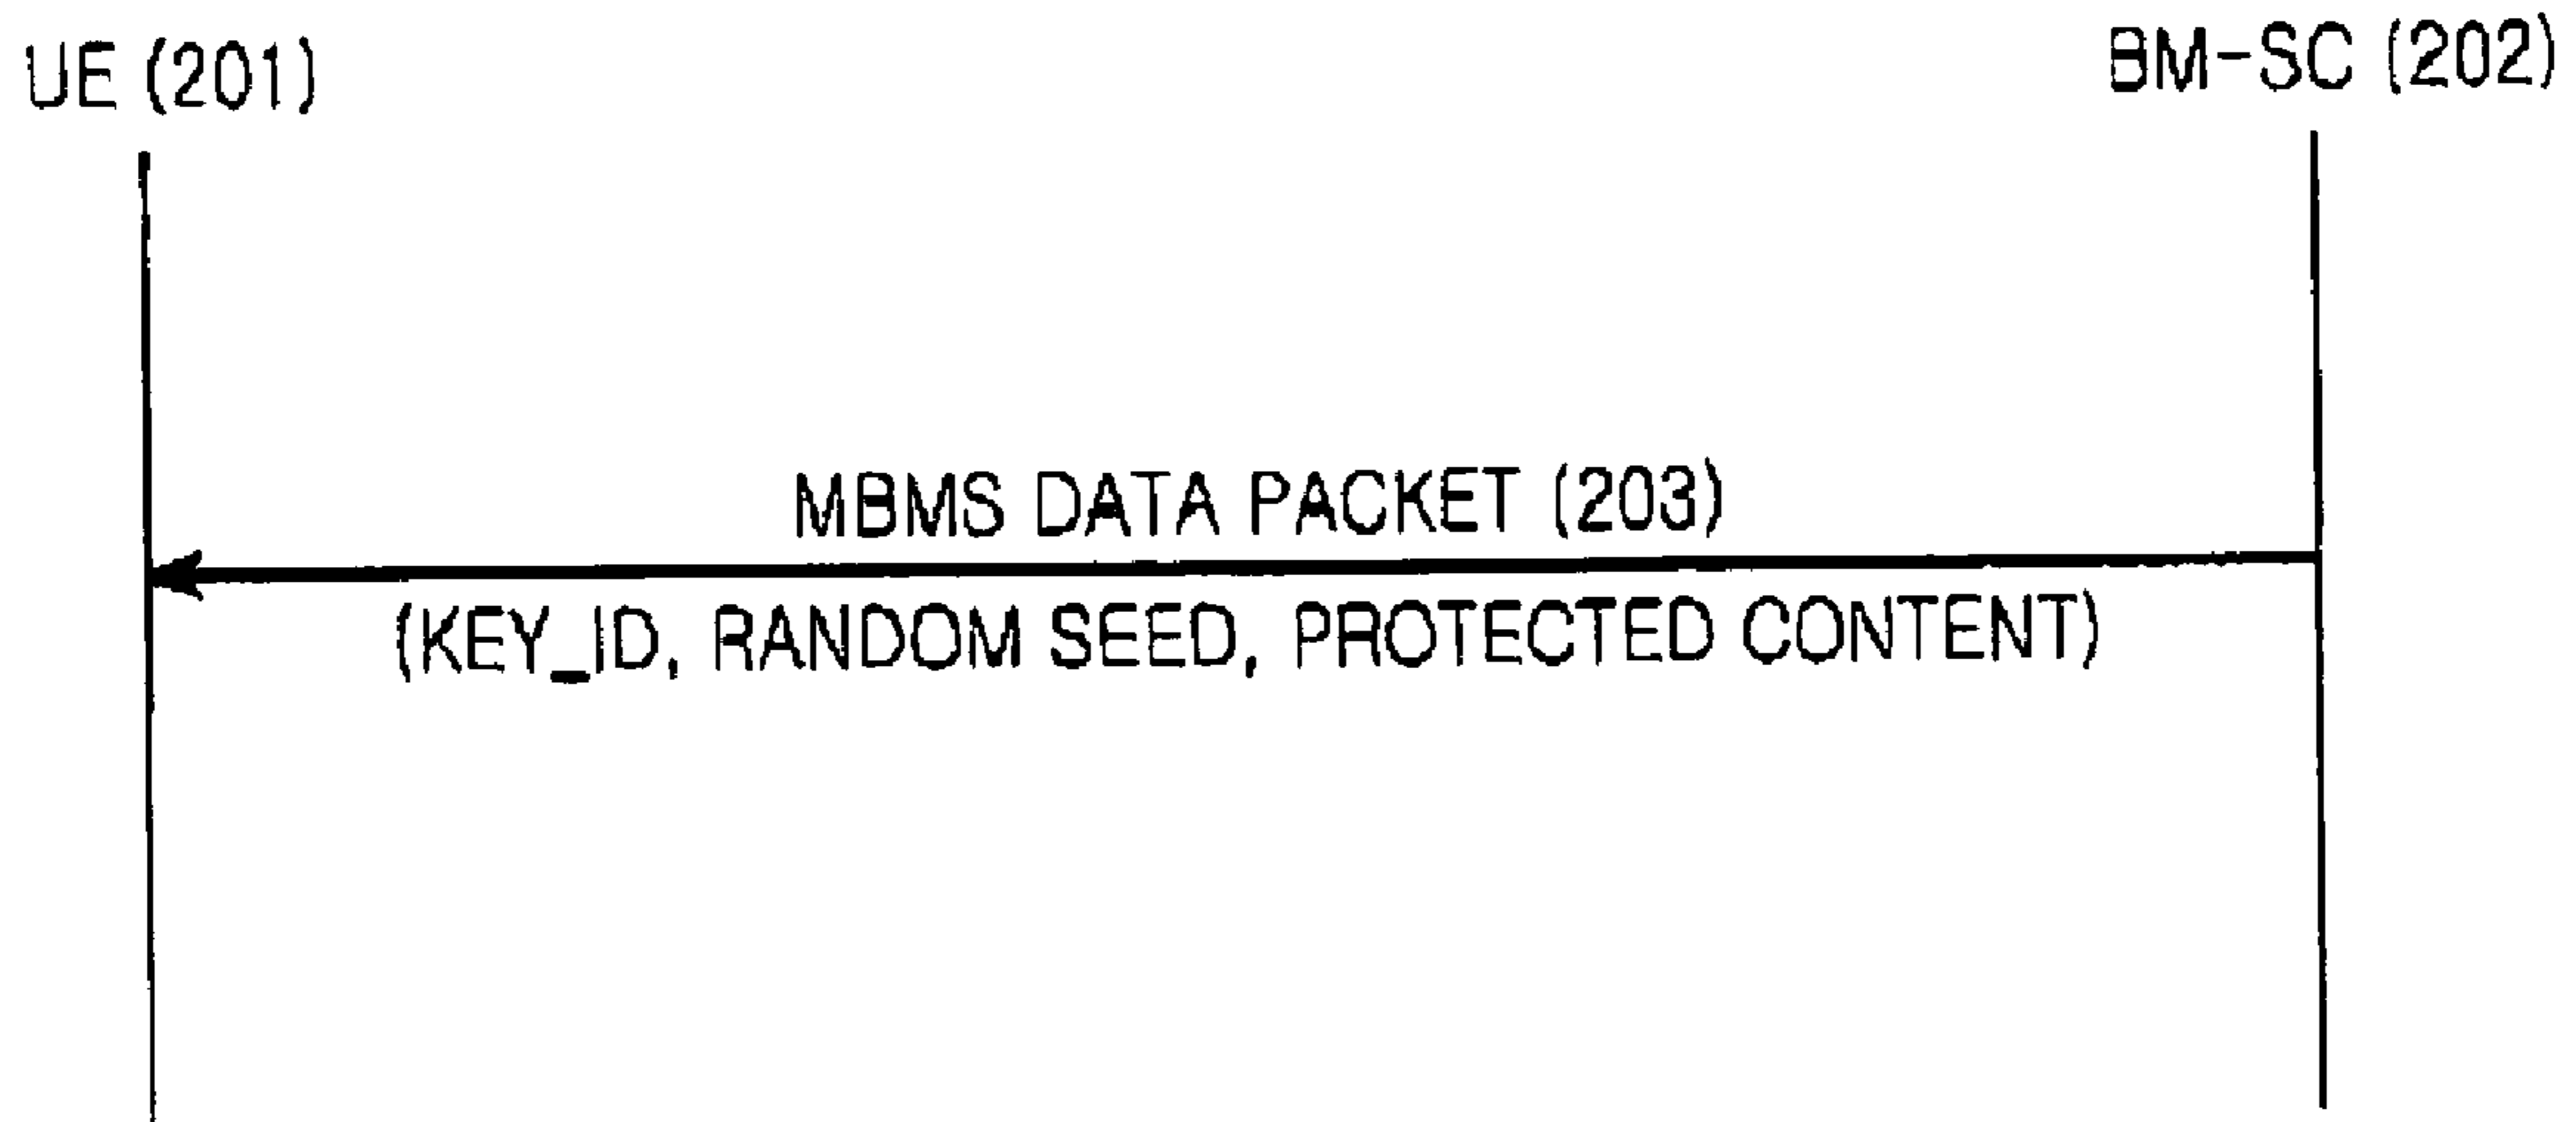 UE (201)
BM-SC (202)
MBMS DATA PACKET (203)
(KEY_ID, RANDOM SEED, PROTECTED CONTENT)